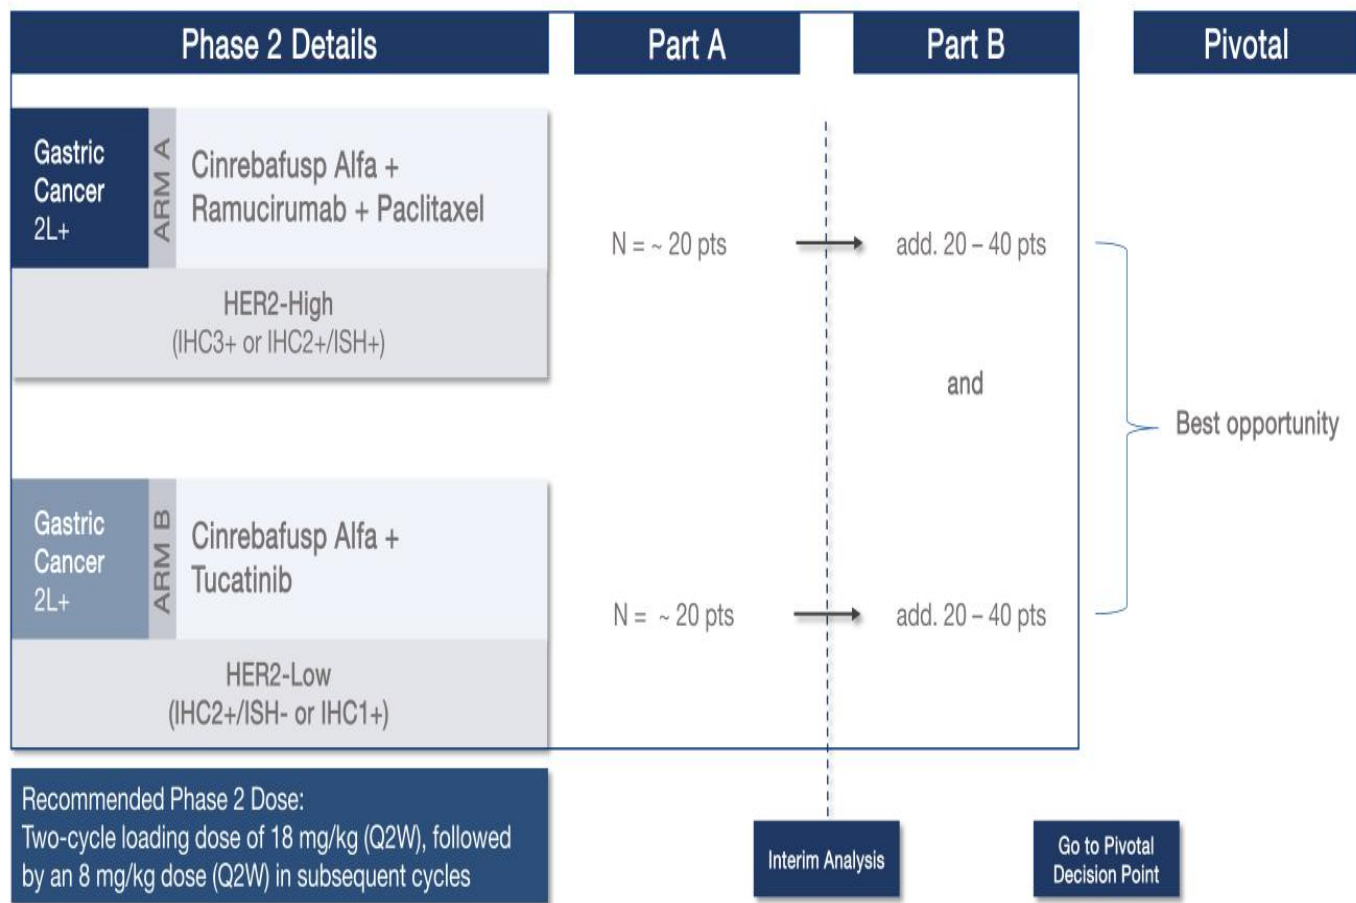 Phase 2 Details
Part A
Part B
Pivotal
Gastric
Cancer
2L+
ARM A
Cinrebafusp Alfa +
Ramucirumab + Paclitaxel
N = ~ 20 pts
add. 20 – 40 pts
HER2-High
(IHC3+ or IHC2+/ISH+)
and
Best opportunity
Gastric
Cancer
2L+
ARM B
Cinrebafusp Alfa +
Tucatinib
N = ~ 20 pts
add. 20 – 40 pts
HER2-Low
(IHC2+/ISH- or IHC1+)
Recommended Phase 2 Dose:
Two-cycle loading dose of 18 mg/kg (Q2W), followed
by an 8 mg/kg dose (Q2W) in subsequent cycles
Interim Analysis
Go to Pivotal
Decision Point